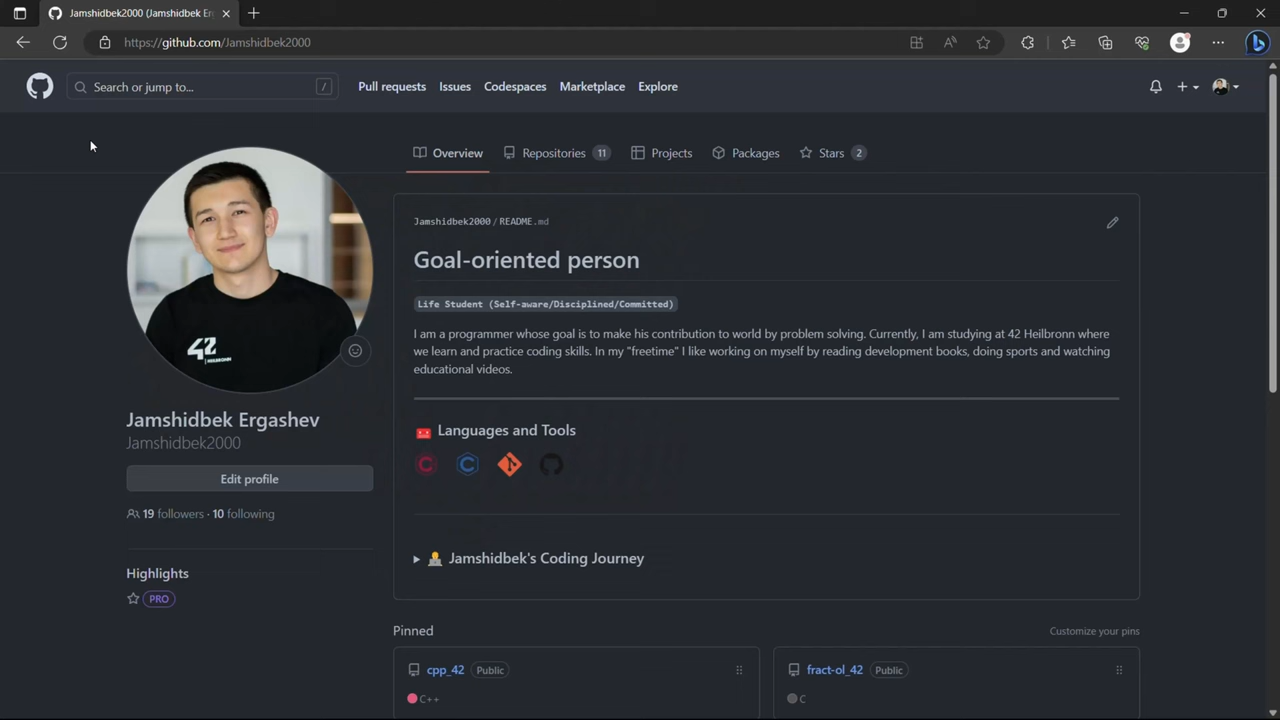 Jamshidbek2000 (Jamshidbek Er
https://github.com/Jamshidbek2000
Search or jump to...
/
Pull requests
Issues
Codespaces
Marketplace
Explore
Overview
Repositories 11
Projects
Packages
Stars 2
42
HEILBRONN
Jamshidbek Ergashev
Jamshidbek2000
Edit profile
19 followers · 10 following
Highlights
PRO
Jamshidbek2000/README.md
Goal-oriented person
Life Student (Self-aware/Disciplined/Committed)
I am a programmer whose goal is to make his contribution to world by problem solving. Currently, I am studying at 42 Heilbronn where
we learn and practice coding skills. In my "freetime" I like working on myself by reading development books, doing sports and watching
educational videos.
Languages and Tools
Jamshidbek's Coding Journey
Pinned
Customize your pins
cpp_42 Public
C++
fract-ol_42 Public
C